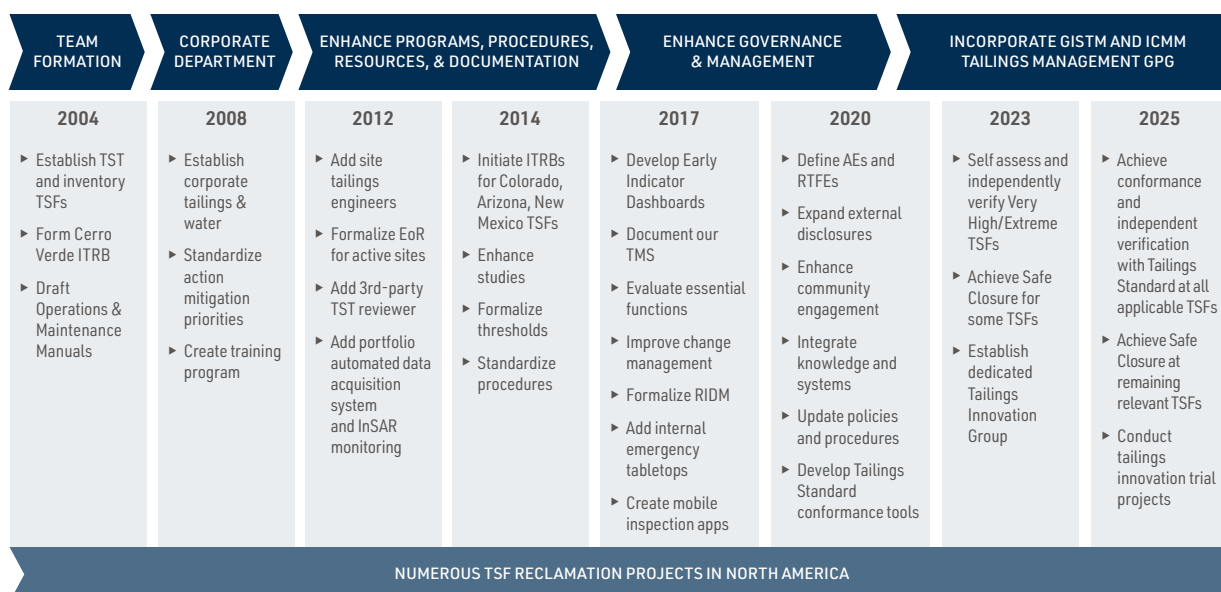 TEAM
FORMATION
CORPORATE
DEPARTMENT
ENHANCE PROGRAMS, PROCEDURES,
RESOURCES, & DOCUMENTATION
ENHANCE GOVERNANCE
& MANAGEMENT
INCORPORATE GISTM AND ICMM
TAILINGS MANAGEMENT GPG
2004
▸ Establish TST
and inventory
TSFs
▸ Form Cerro
Verde ITRB
▸ Draft
Operations &
Maintenance
Manuals
2008
▸ Establish
corporate
tailings &
water
▸ Standardize
action
mitigation
priorities
▸ Create training
program
2012
▸ Add site
tailings
engineers
▸ Formalize EoR
for active sites
▸ Add 3rd-party
TST reviewer
▸ Add portfolio
automated data
acquisition
system
and InSAR
monitoring
2014
▸ Initiate ITRBs
for Colorado,
Arizona, New
Mexico TSFs
▸ Enhance
studies
▸ Formalize
thresholds
▸ Standardize
procedures
2017
▸ Develop Early
Indicator
Dashboards
▸ Document our
TMS
▸ Evaluate essential
functions
▸ Improve change
management
▸ Formalize RIDM
▸ Add internal
emergency
tabletops
▸ Create mobile
inspection apps
2020
▸ Define AEs and
RTFEs
▸ Expand external
disclosures
▸ Enhance
community
engagement
▸ Integrate
knowledge and
systems
▸ Update policies
and procedures
▸ Develop Tailings
Standard
conformance tools
2023
▸ Self assess and
independently
verify Very
High/Extreme
TSFs
▸ Achieve Safe
Closure for
some TSFs
▸ Establish
dedicated
Tailings
Innovation
Group
2025
▸ Achieve
conformance
and
independent
verification
with Tailings
Standard at all
applicable TSFs
▸ Achieve Safe
Closure at
remaining
relevant TSFs
▸ Conduct
tailings
innovation trial
projects
NUMEROUS TSF RECLAMATION PROJECTS IN NORTH AMERICA